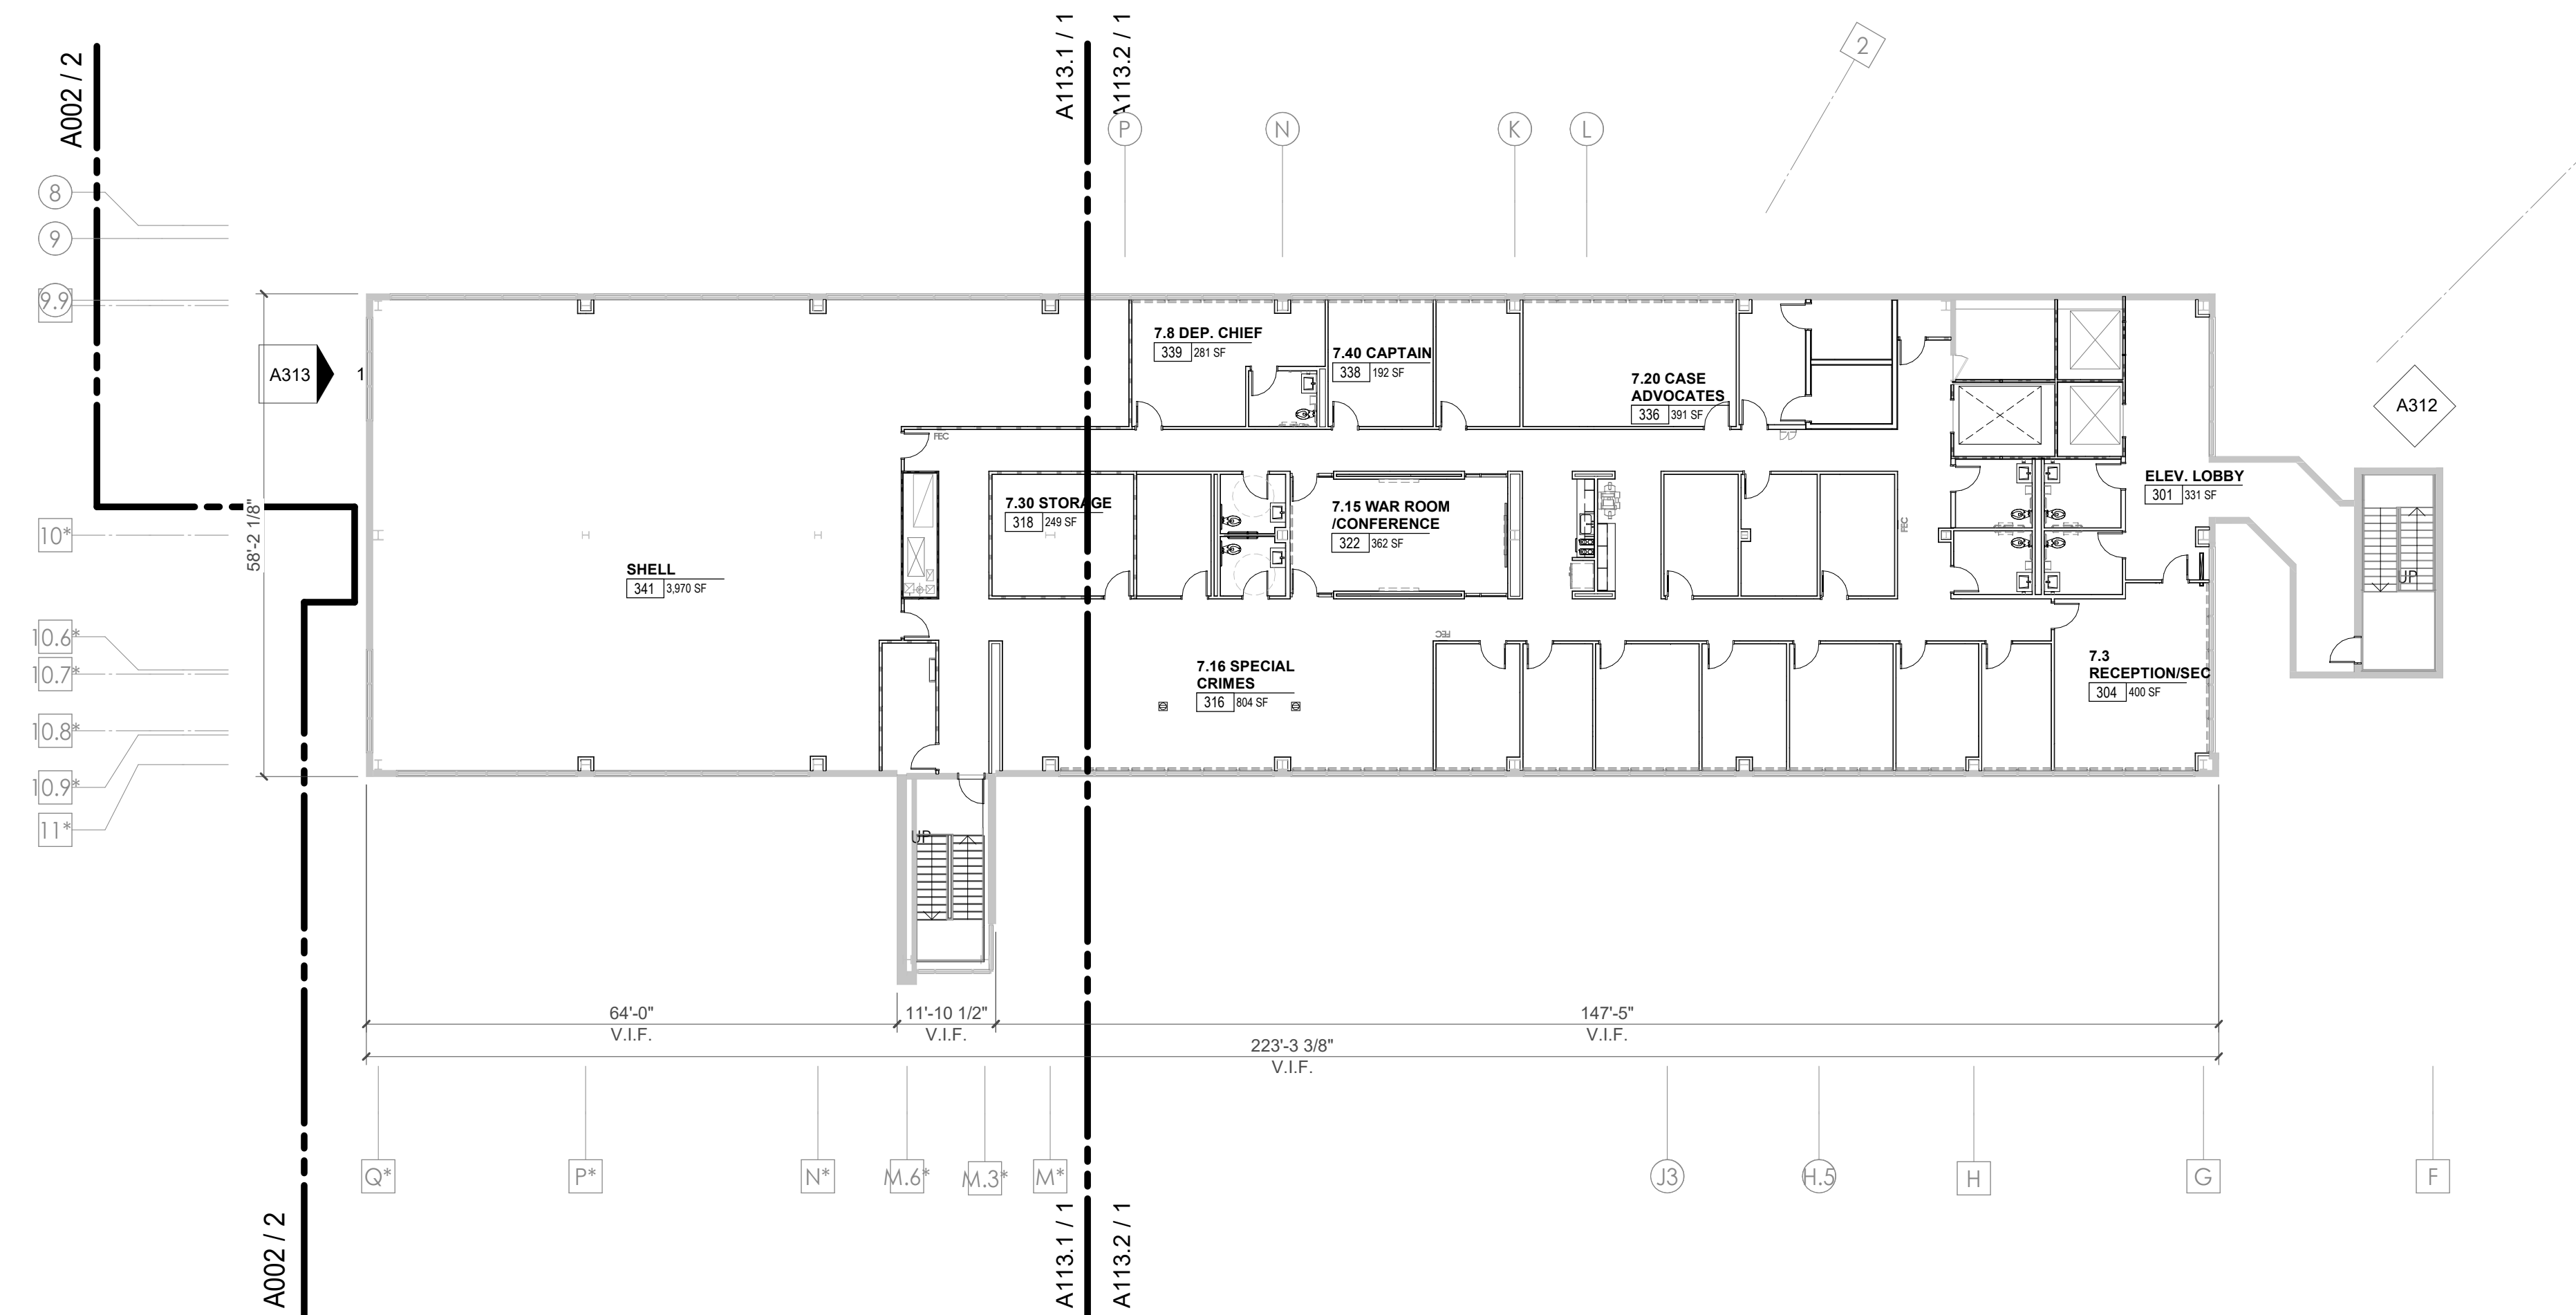 A002 / 2
A113.1 / 1
A113.2 / 1
2
P
N
K
L
8
9
9.9
10*
10.6*
10.7*
10.8*
10.9*
11*
58'-2 1/8"
A313
1
A312
7.8 DEP. CHIEF
339
281 SF
7.40 CAPTAIN
338
192 SF
7.20 CASE
ADVOCATES
336
391 SF
FEC
7.30 STORAGE
318
249 SF
7.15 WAR ROOM
/CONFERENCE
322
362 SF
FEC
ELEV. LOBBY
301
331 SF
UP
SHELL
341
3,970 SF
FEC
7.16 SPECIAL
CRIMES
316
804 SF
7.3
RECEPTION/SEC
304
400 SF
UP
64'-0"
V.I.F.
11'-10 1/2"
V.I.F.
147'-5"
V.I.F.
223'-3 3/8"
V.I.F.
Q*
P*
N*
M.6*
M.3*
M*
J3
H.5
H
G
F
A002 / 2
A113.1 / 1
A113.2 / 1